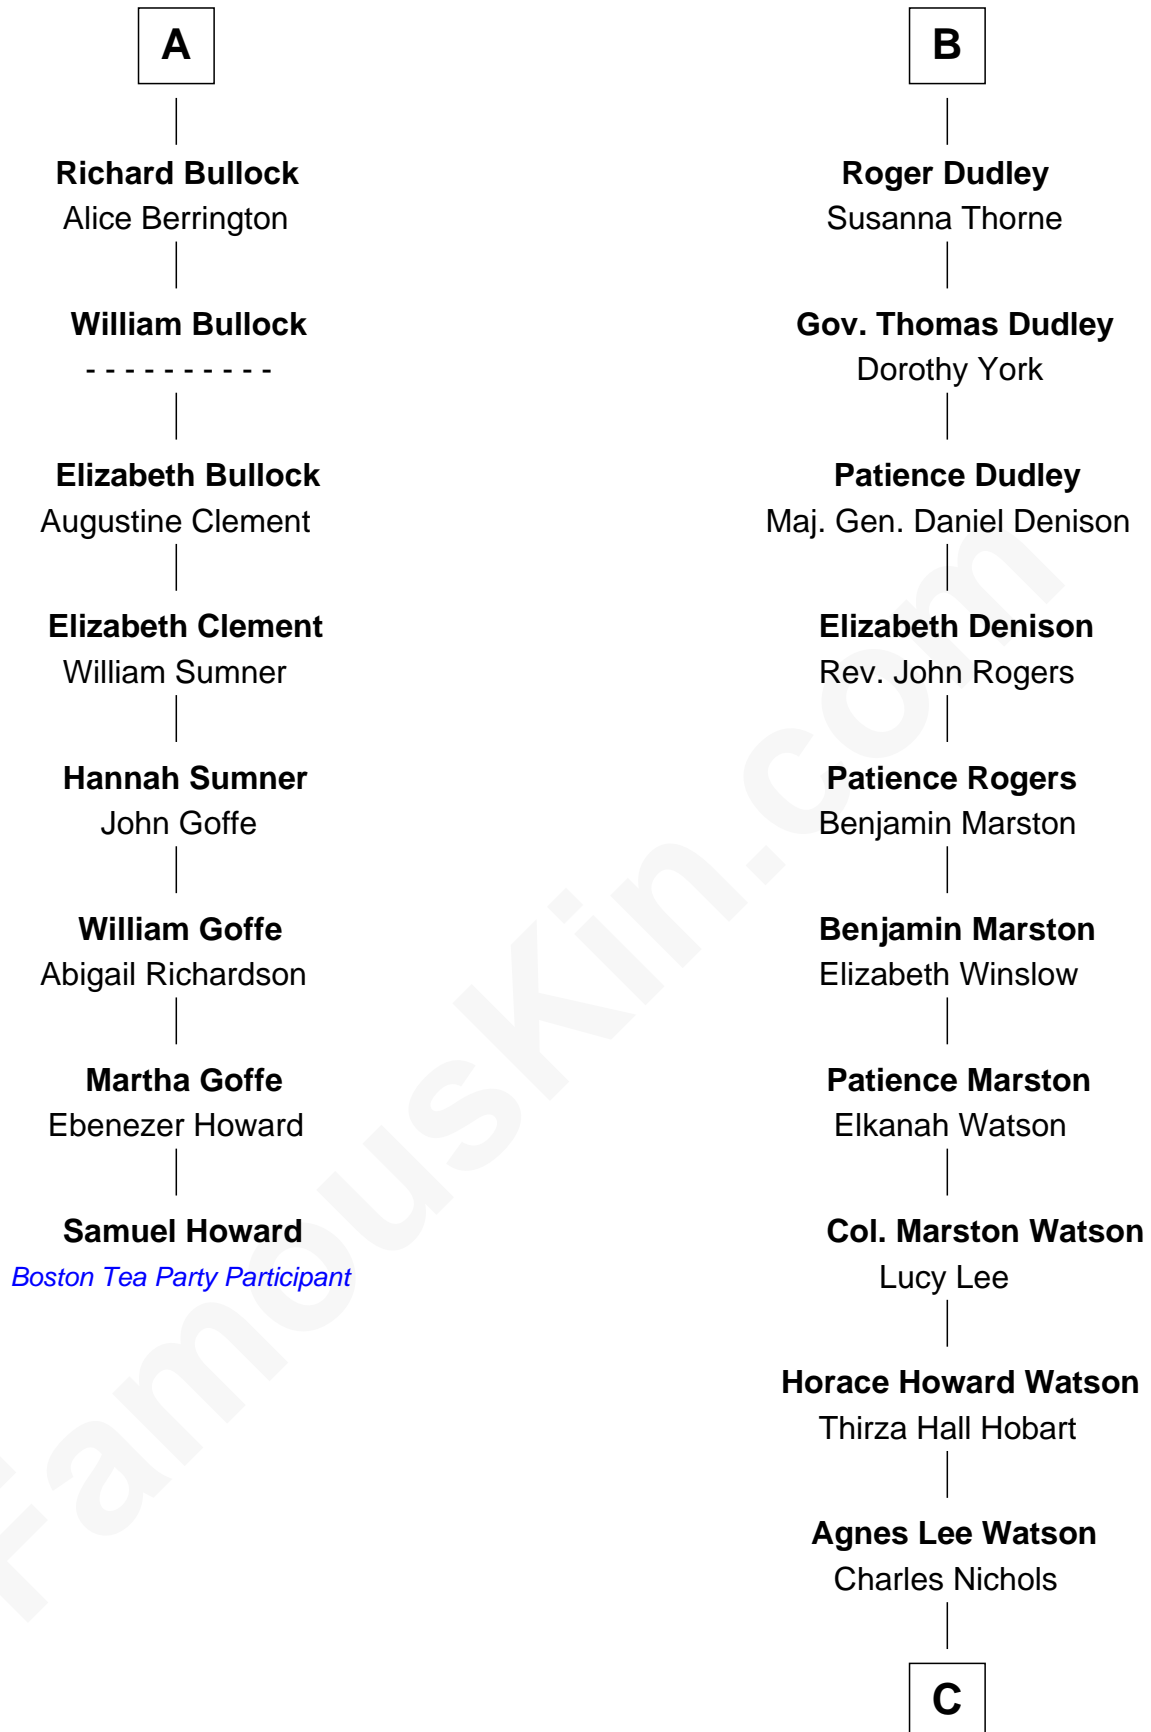 A
Richard Bullock
Alice Berrington
William Bullock
- - - - - - - - - -
Elizabeth Bullock
Augustine Clement
Elizabeth Clement
William Sumner
Hannah Sumner
John Goffe
William Goffe
Abigail Richardson
Martha Goffe
Ebenezer Howard
Samuel Howard
Boston Tea Party Participant
B
Roger Dudley
Susanna Thorne
Gov. Thomas Dudley
Dorothy York
Patience Dudley
Maj. Gen. Daniel Denison
Elizabeth Denison
Rev. John Rogers
Patience Rogers
Benjamin Marston
Benjamin Marston
Elizabeth Winslow
Patience Marston
Elkanah Watson
Col. Marston Watson
Lucy Lee
Horace Howard Watson
Thirza Hall Hobart
Agnes Lee Watson
Charles Nichols
C
FamousKin.com